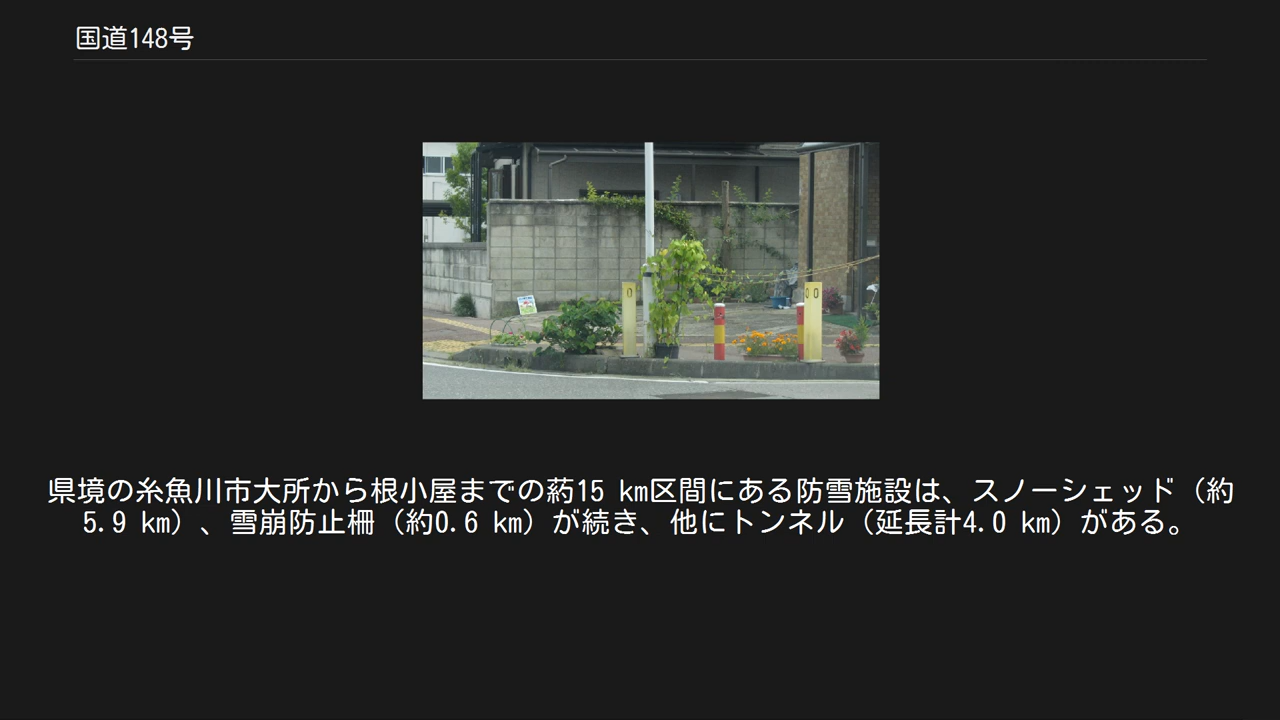 国道148号
県境の糸魚川市大所から根小屋までの葯15 km区間にある防雪施設は、スノーシェッド（約
5.9 km）、雪崩防止柵（約0.6 km）が続き、他にトンネル（延長計4.0 km）がある。